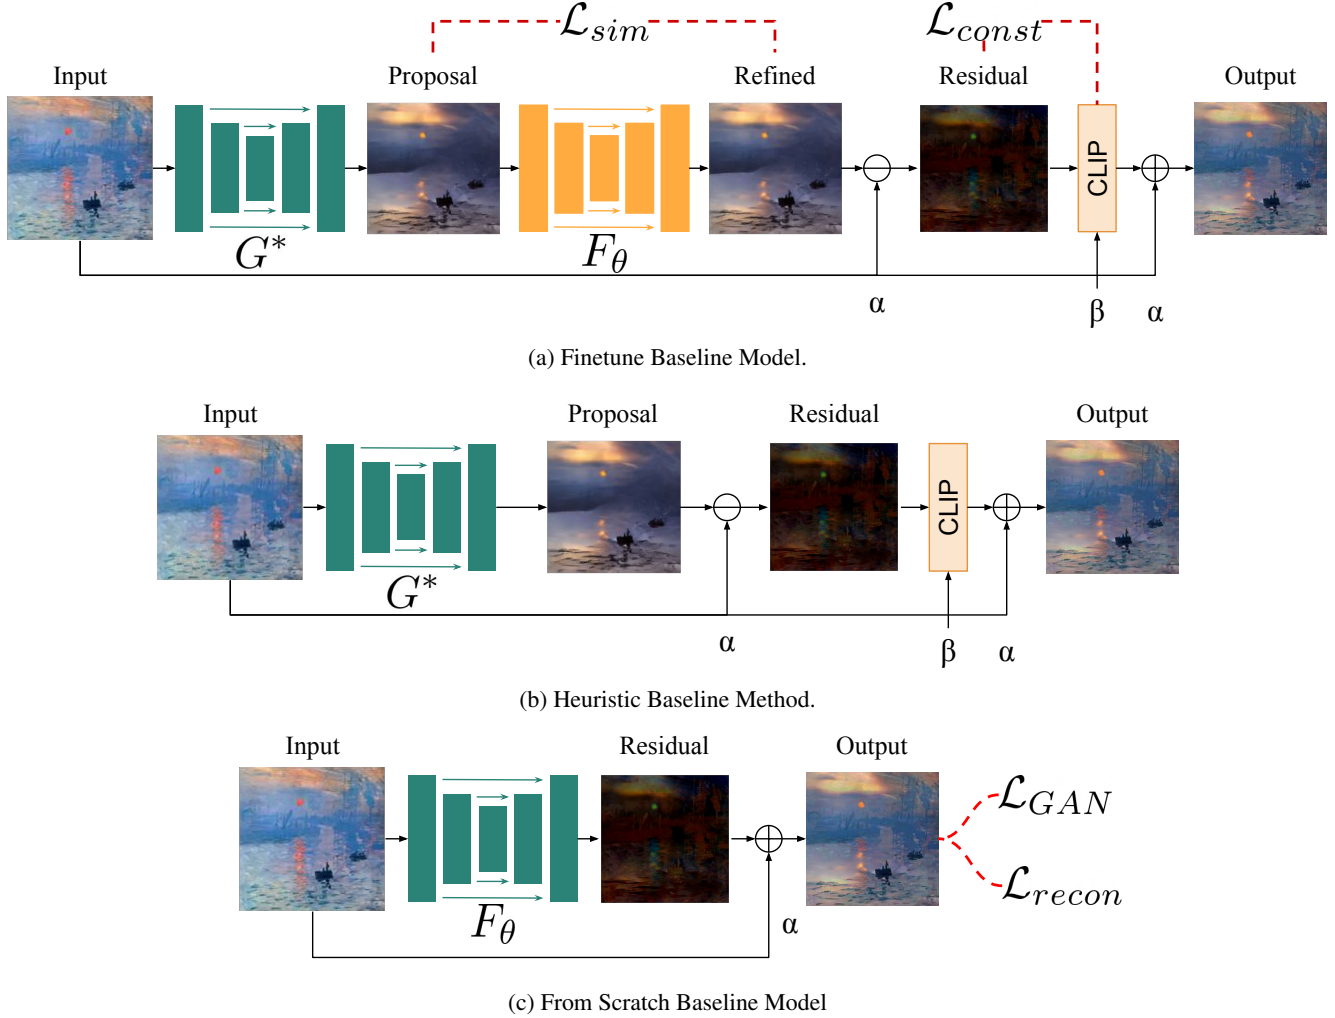 ℒ_sim ℒ_const
Input Proposal Refined Residual Output
CLIP
G* F_θ
α β α
(a) Finetune Baseline Model.
Input Proposal Residual Output
CLIP
G*
α β α
(b) Heuristic Baseline Method.
Input Residual Output
ℒ_GAN
ℒ_recon
F_θ α
(c) From Scratch Baseline Model